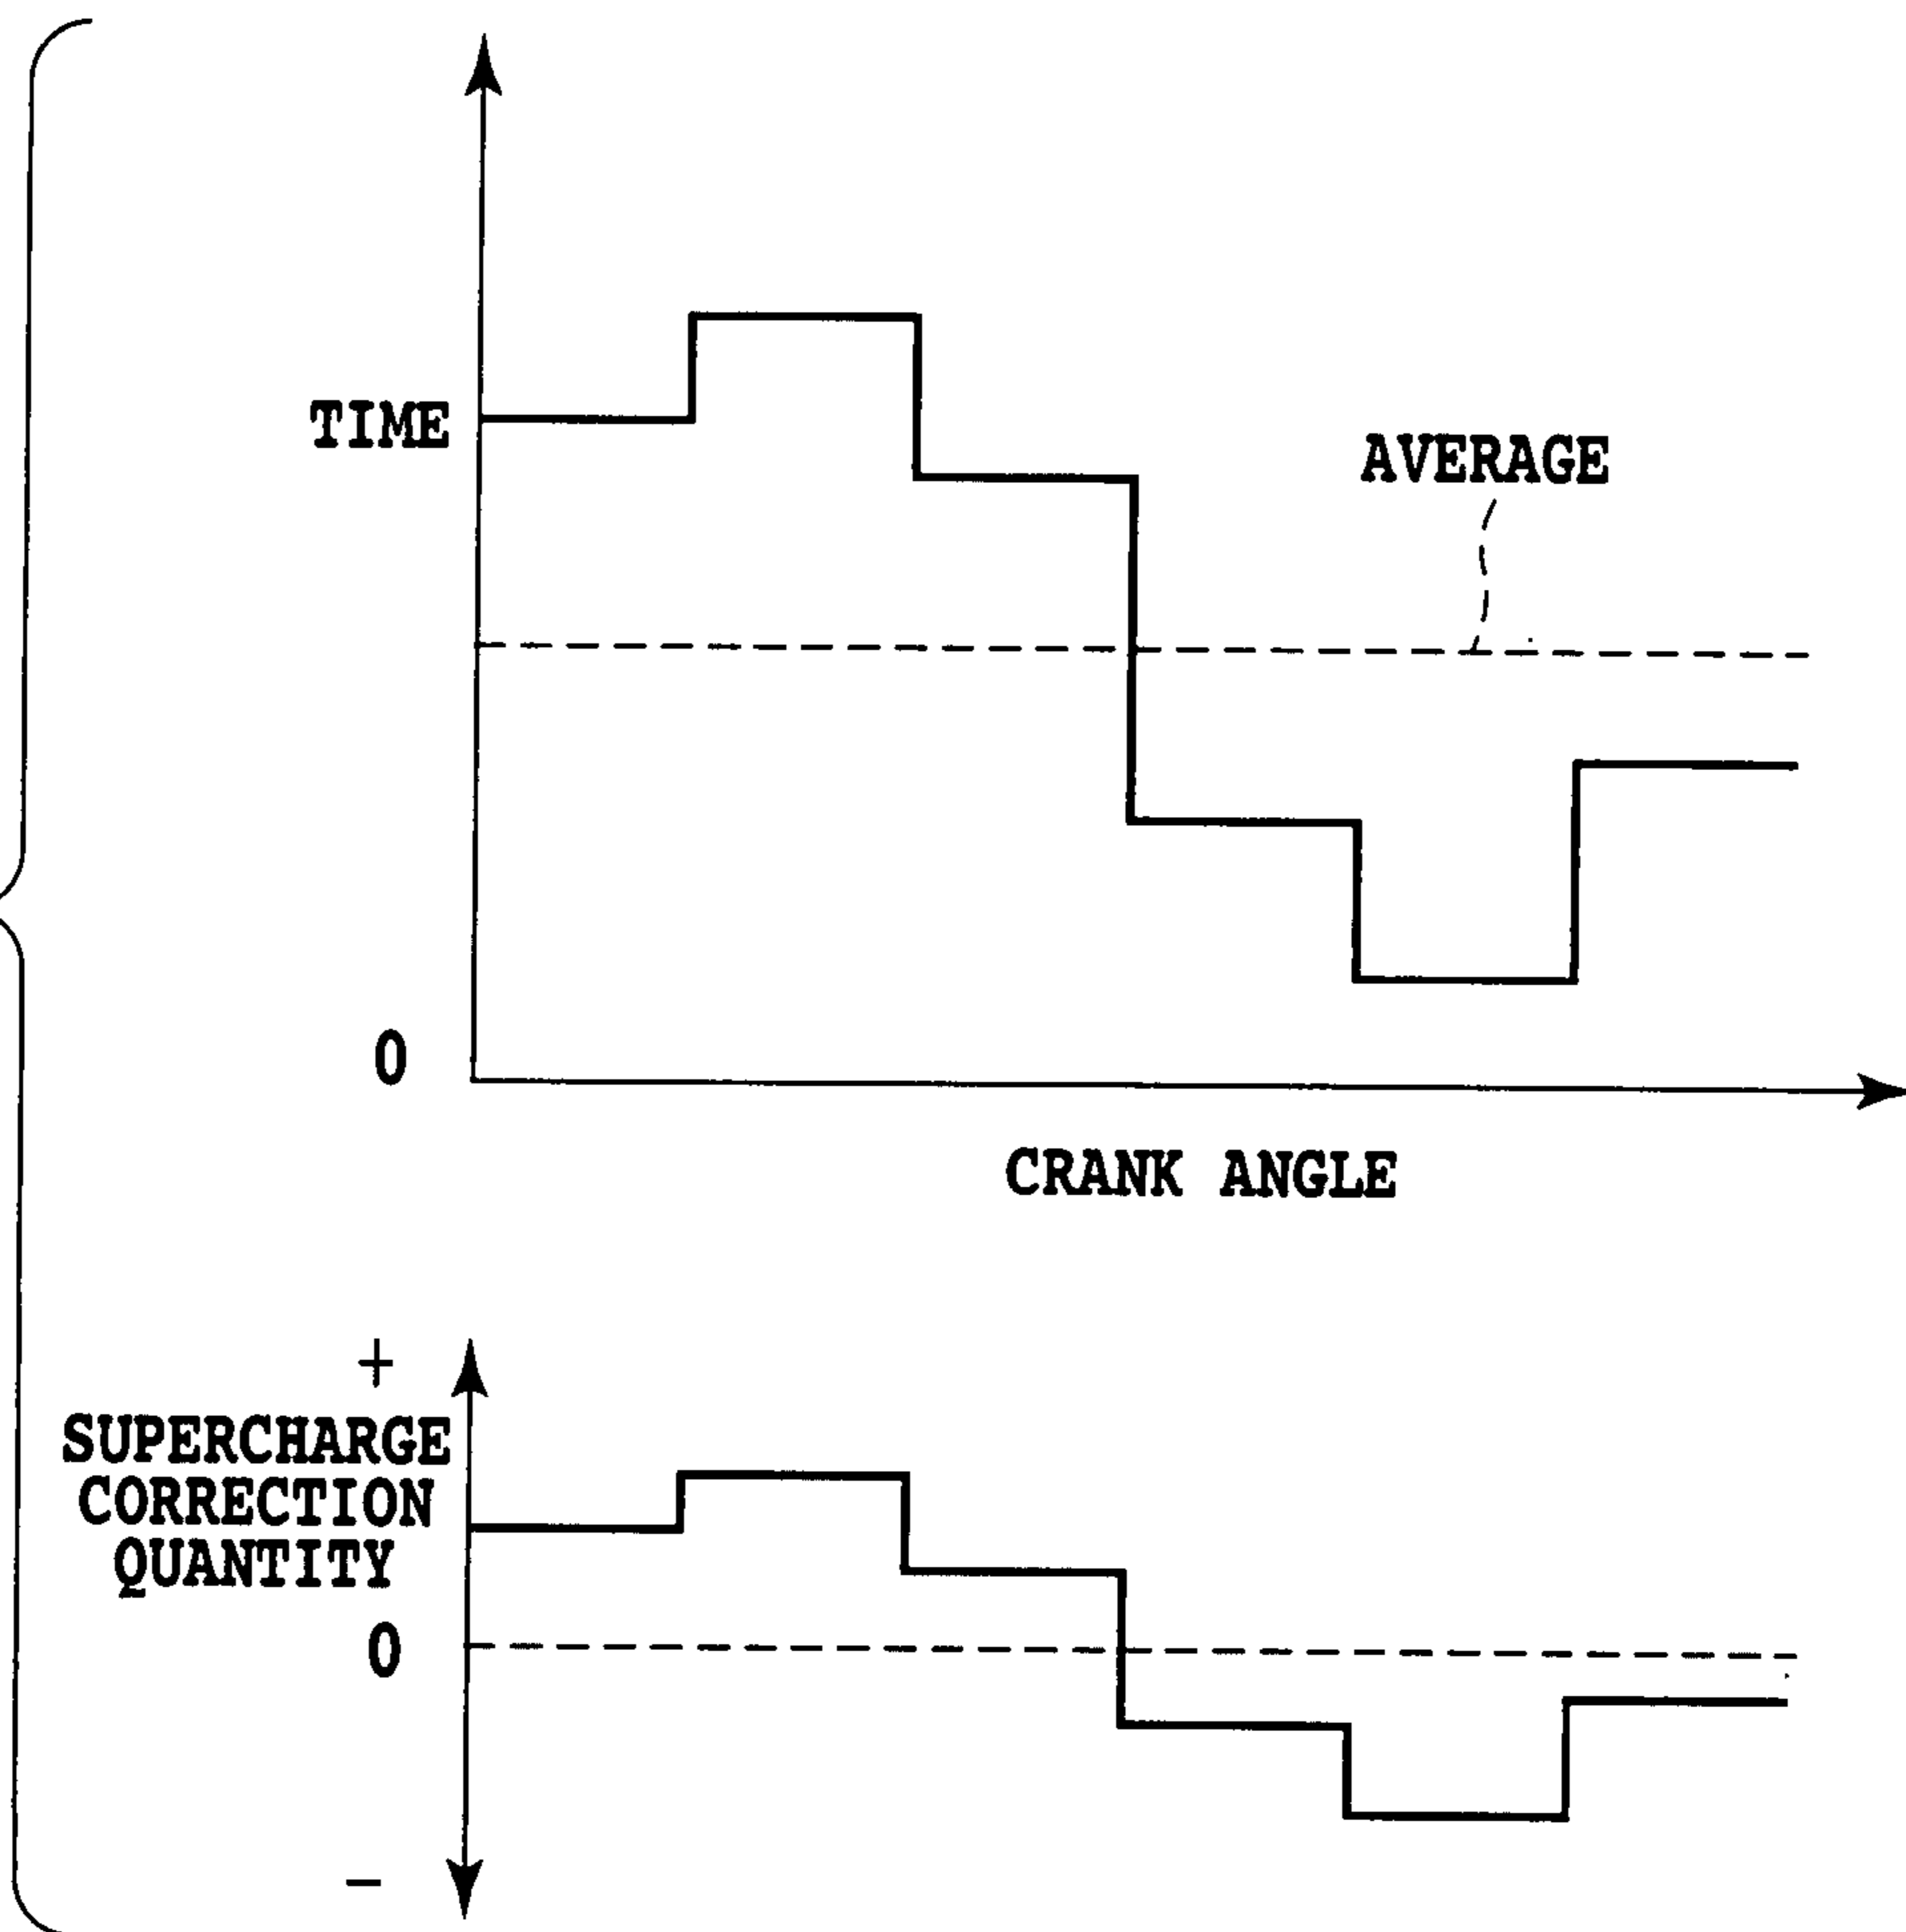 TIME
AVERAGE
0
CRANK ANGLE
+
SUPERCHARGE
CORRECTION
QUANTITY
0
−